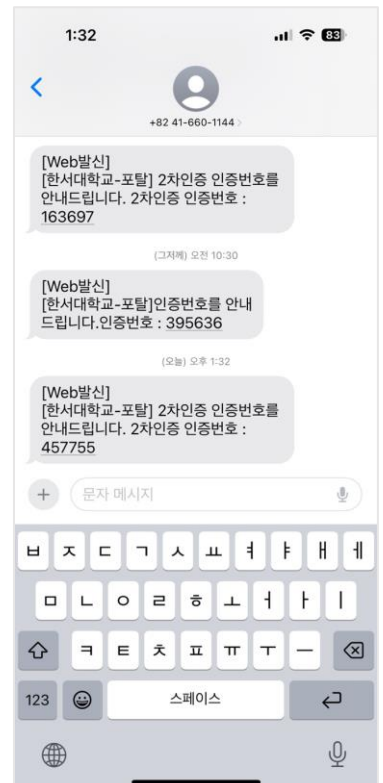 1:32
83
+82 41-660-1144
[Web발신]
[한서대학교-포탈] 2차인증 인증번호를
안내드립니다. 2차인증 인증번호 :
163697
(그저께) 오전 10:30
[Web발신]
[한서대학교-포탈]인증번호를 안내
드립니다.인증번호 : 395636
(오늘) 오후 1:32
[Web발신]
[한서대학교-포탈] 2차인증 인증번호를
안내드립니다. 2차인증 인증번호 :
457755
문자 메시지
ㅂ ㅈ ㄷ ㄱ ㅅ ㅛ ㅕ ㅑ ㅐ ㅔ
ㅁ ㄴ ㅇ ㄹ ㅎ ㅗ ㅓ ㅏ ㅣ
ㅋ ㅌ ㅊ ㅍ ㅠ ㅜ ㅡ
123 스페이스